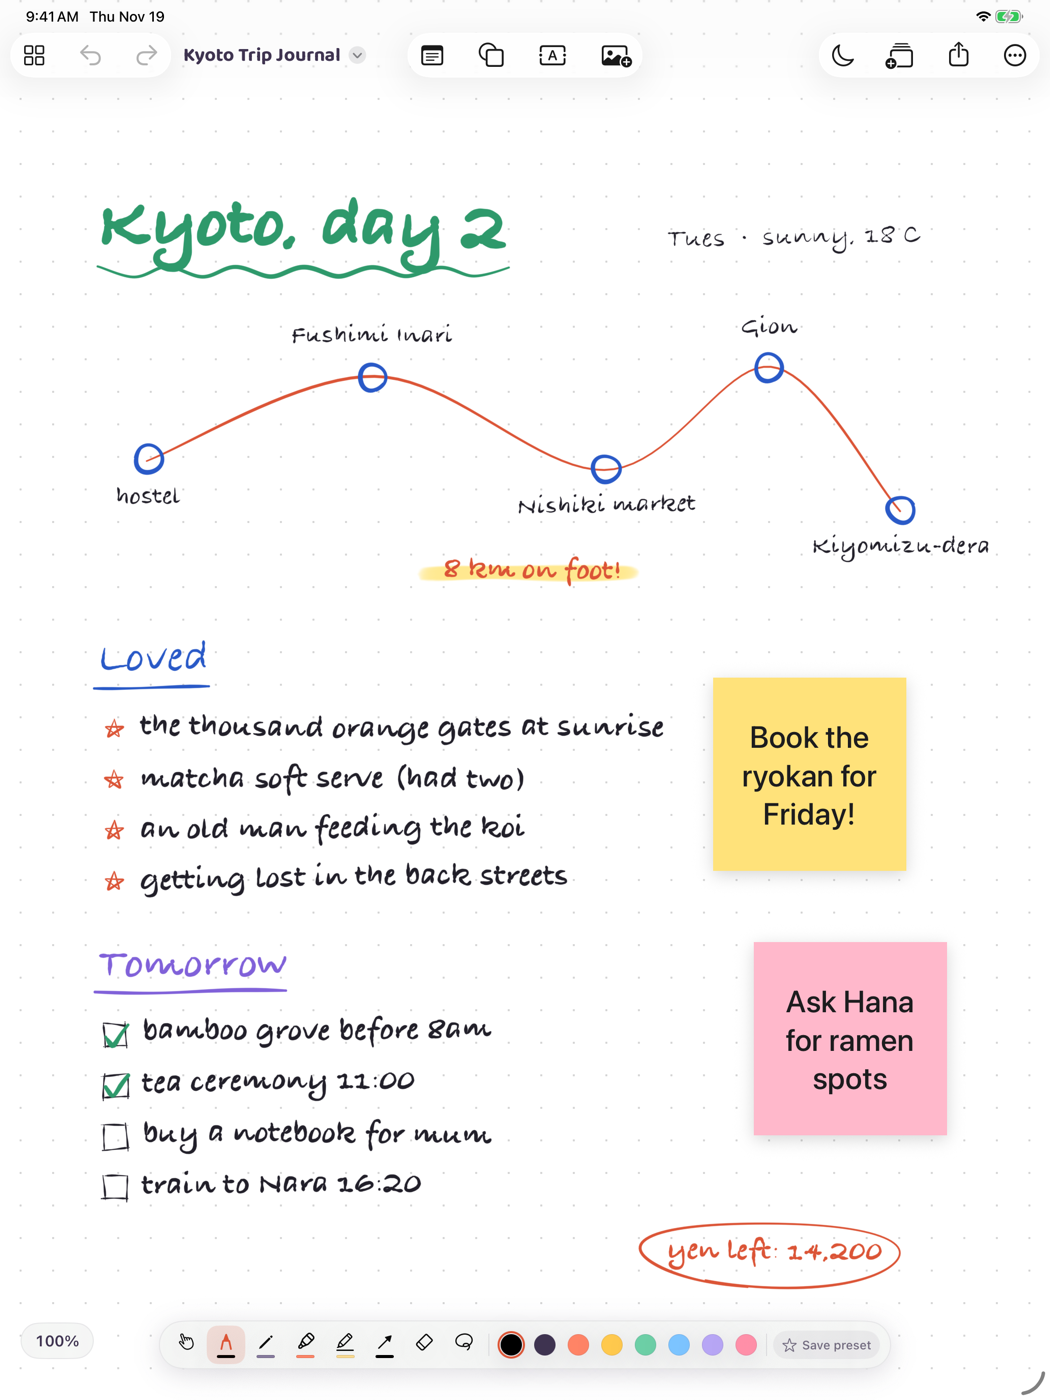 9:41 AM Thu Nov 19
Kyoto Trip Journal
A
Kyoto, day 2
Tues · sunny, 18 C
Fushimi Inari
Gion
hostel
Nishiki market
Kiyomizu-dera
8 km on foot!
Loved
the thousand orange gates at sunrise
matcha soft serve (had two)
an old man feeding the koi
getting lost in the back streets
Book the
ryokan for
Friday!
Tomorrow
bamboo grove before 8am
tea ceremony 11:00
buy a notebook for mum
train to Nara 16:20
Ask Hana
for ramen
spots
yen left: 14,200
100%
Save preset